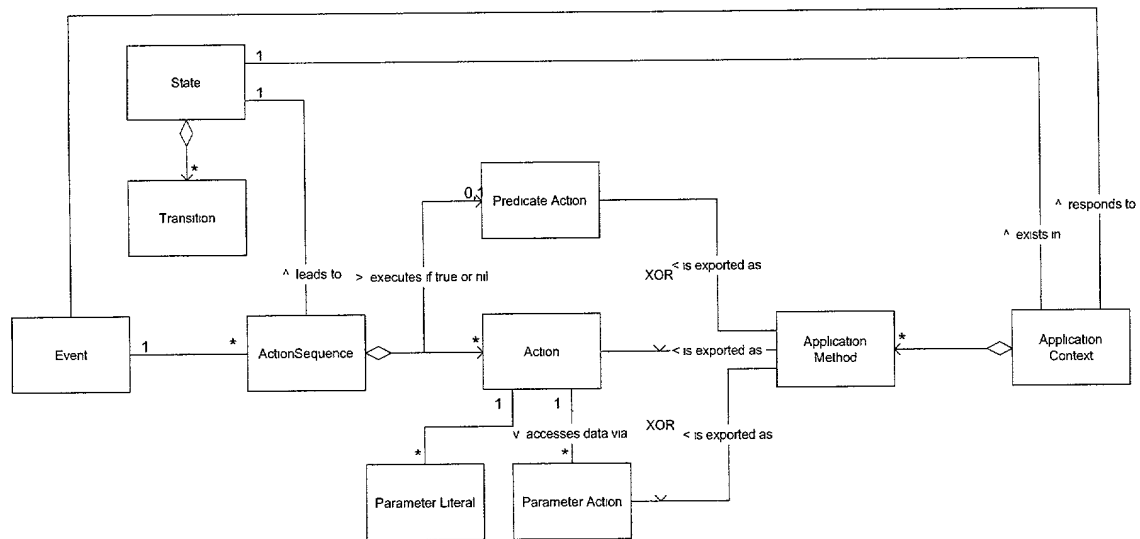 1
State
1
*
Transition
0,1
Predicate Action
^ responds to
^ exists in
^ leads to
> executes if true or nil
< is exported as
XOR
Event
1
*
ActionSequence
*
Action
< is exported as
Application
Method
*
Application
Context
1
1
v accesses data via
XOR
< is exported as
*
*
Parameter Literal
Parameter Action